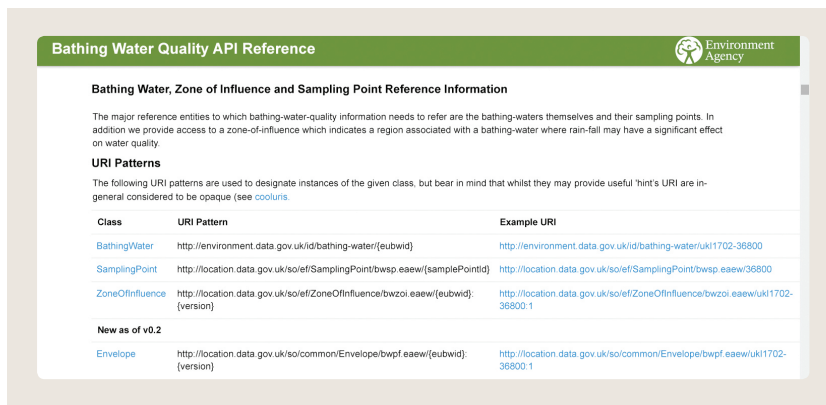 Bathing Water Quality API Reference
Environment
Agency
Bathing Water, Zone of Influence and Sampling Point Reference Information
The major reference entities to which bathing-water-quality information needs to refer are the bathing-waters themselves and their sampling points. In
addition we provide access to a zone-of-influence which indicates a region associated with a bathing-water where rain-fall may have a significant effect
on water quality.
URI Patterns
The following URI patterns are used to designate instances of the given class, but bear in mind that whilst they may provide useful 'hint's URI are in-
general considered to be opaque (see cooluris.
Class URI Pattern Example URI
BathingWater http://environment.data.gov.uk/id/bathing-water/{eubwid} http://environment.data.gov.uk/id/bathing-water/ukl1702-36800
SamplingPoint http://location.data.gov.uk/so/ef/SamplingPoint/bwsp.eaew/{samplePointId} http://location.data.gov.uk/so/ef/SamplingPoint/bwsp.eaew/36800
ZoneOfInfluence http://location.data.gov.uk/so/ef/ZoneOfInfluence/bwzoi.eaew/{eubwid}: http://location.data.gov.uk/so/ef/ZoneOfInfluence/bwzoi.eaew/ukl1702-
{version} 36800:1
New as of v0.2
Envelope http://location.data.gov.uk/so/common/Envelope/bwpf.eaew/{eubwid}: http://location.data.gov.uk/so/common/Envelope/bwpf.eaew/ukl1702-
{version} 36800:1